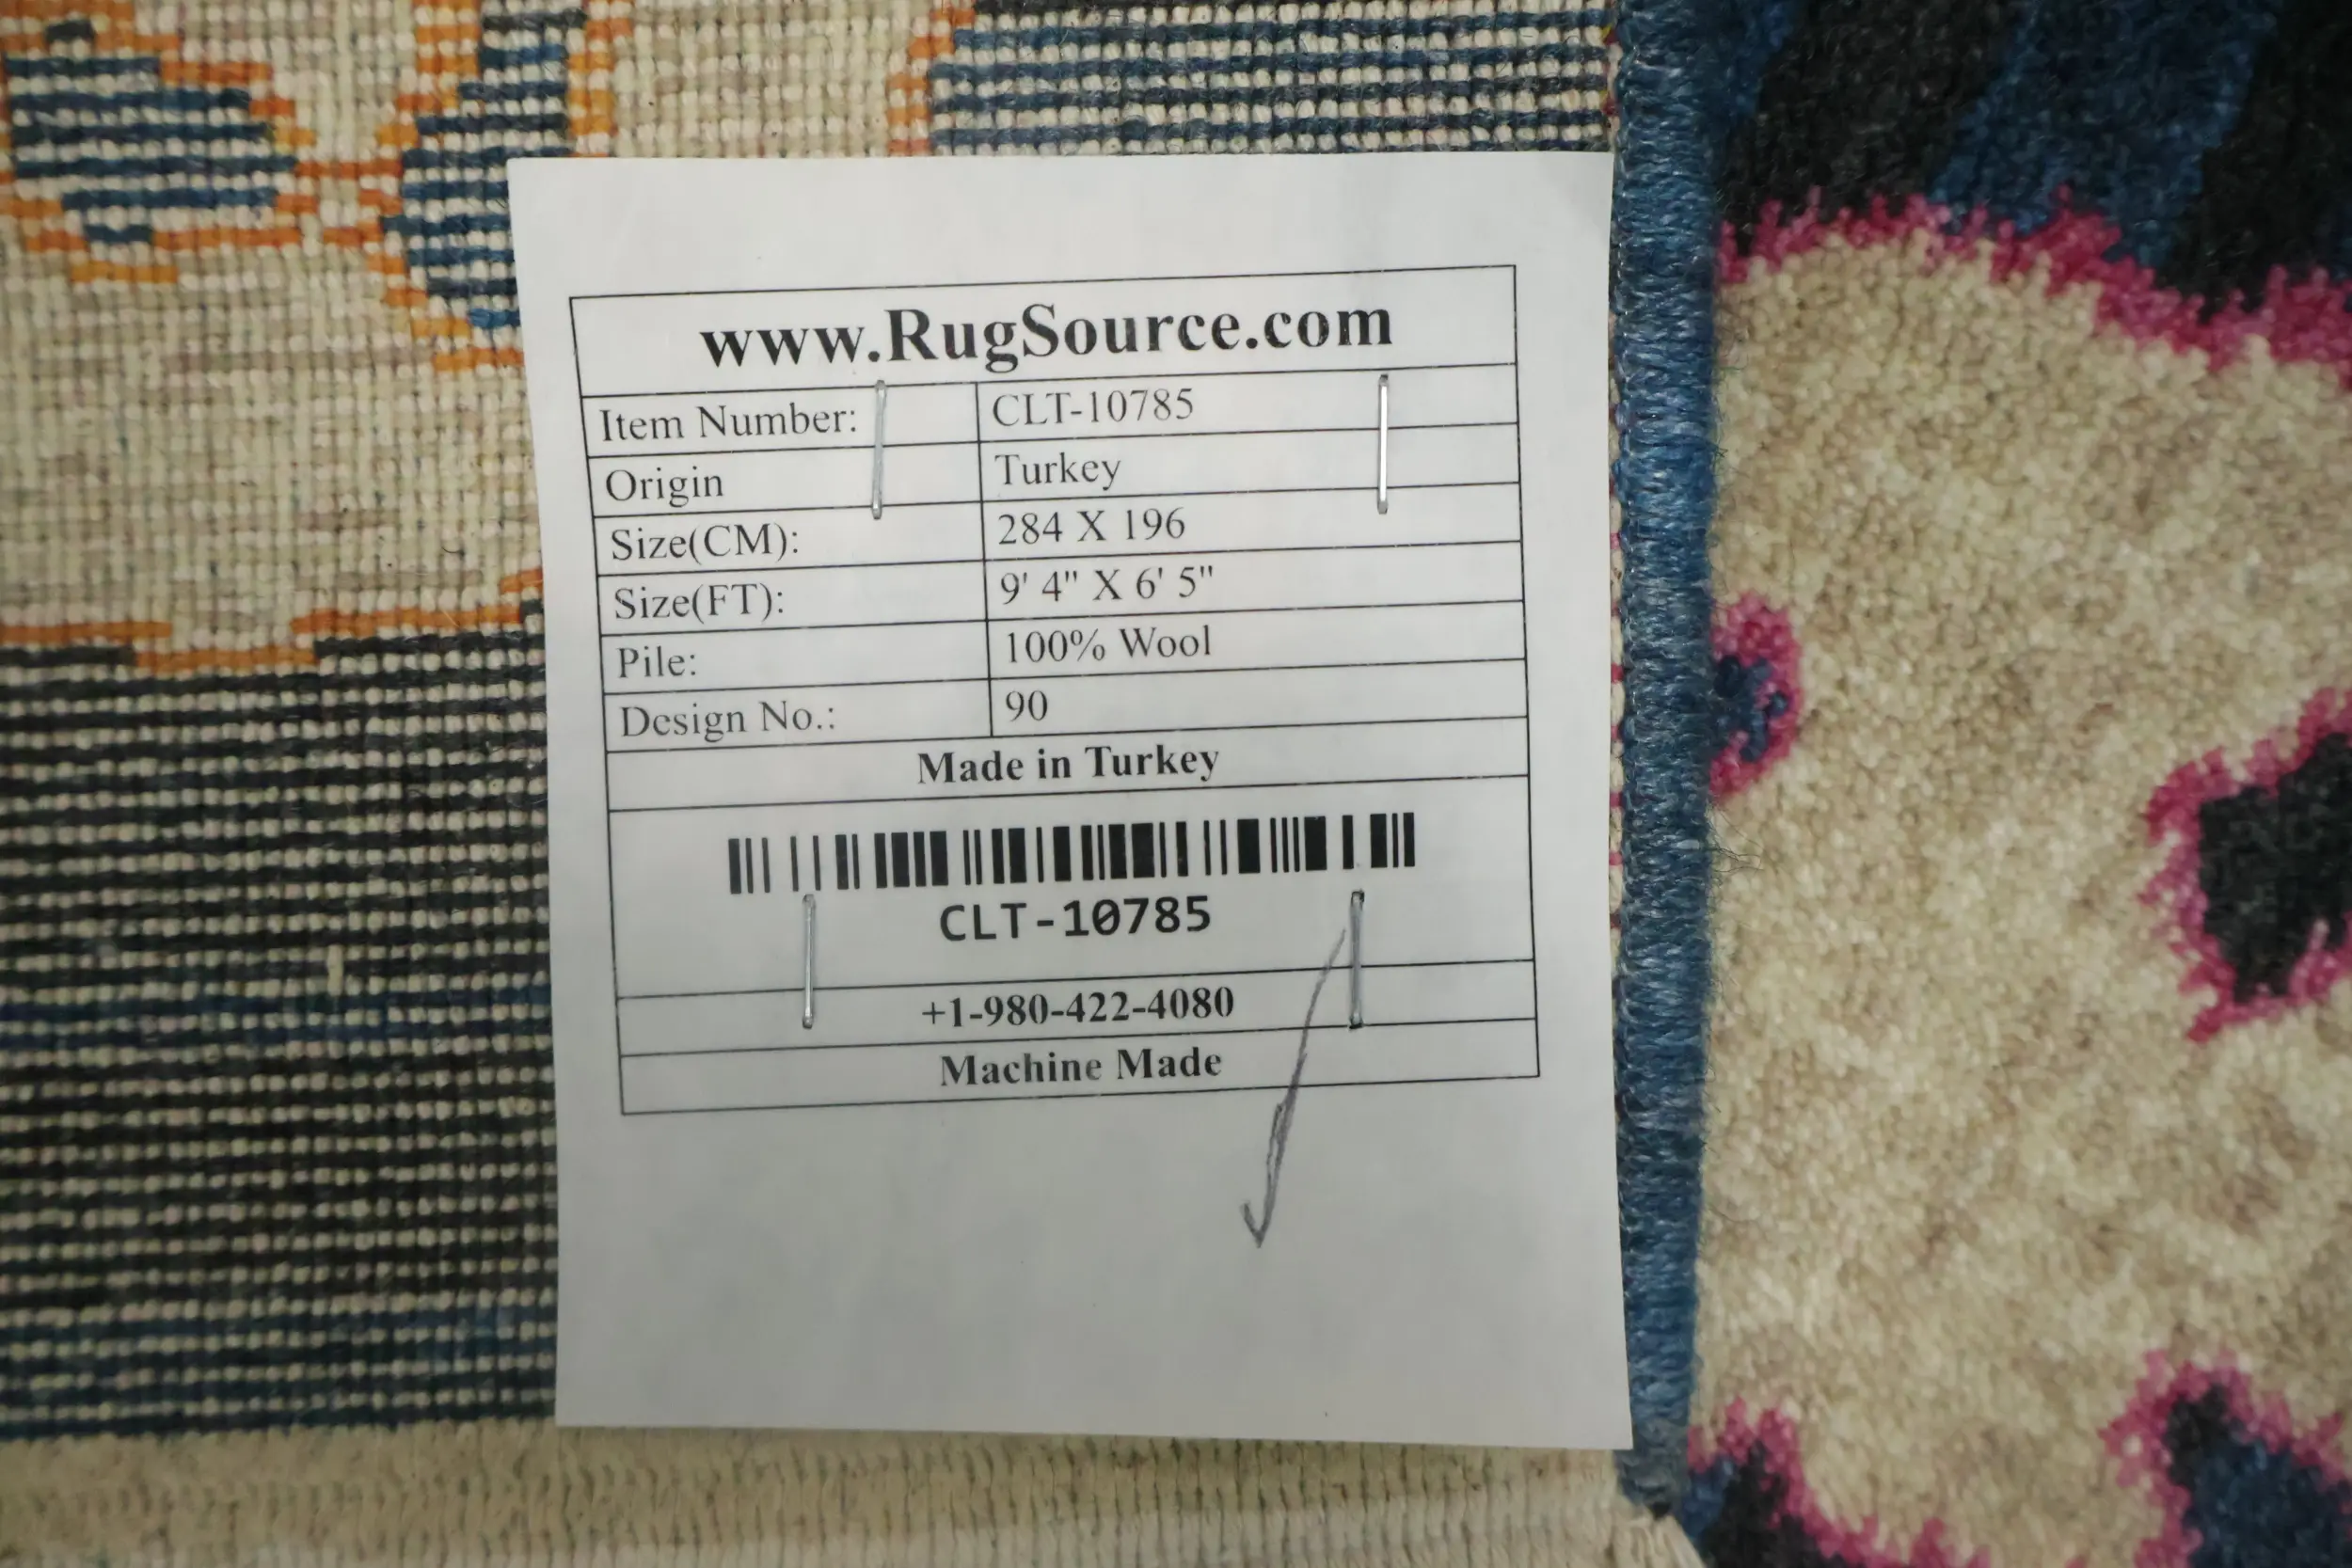 www.RugSource.com
Item Number: CLT-10785
Origin Turkey
Size(CM): 284 X 196
Size(FT): 9' 4" X 6' 5"
Pile: 100% Wool
Design No.: 90
Made in Turkey
CLT-10785
+1-980-422-4080
Machine Made